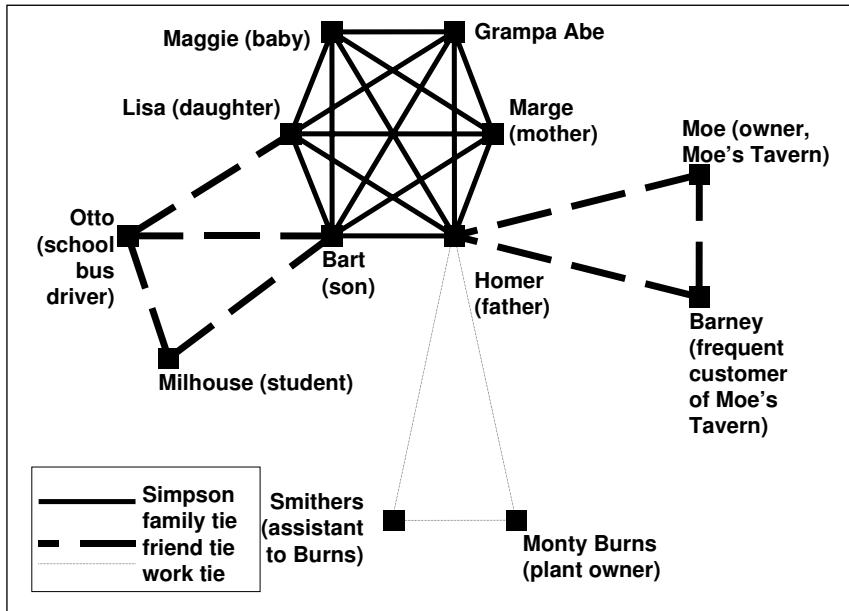 Maggie (baby)
Grampa Abe
Lisa (daughter)
Marge
(mother)
Moe (owner,
Moe's Tavern)
Otto
(school
bus
driver)
Bart
(son)
Homer
(father)
Barney
(frequent
customer
of Moe's
Tavern)
Milhouse (student)
Simpson
family tie
friend tie
work tie
Smithers
(assistant
to Burns)
Monty Burns
(plant owner)